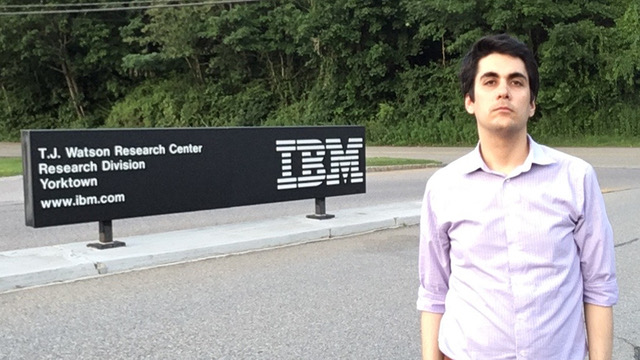 T.J. Watson Research Center
Research Division
Yorktown
www.ibm.com
IBM